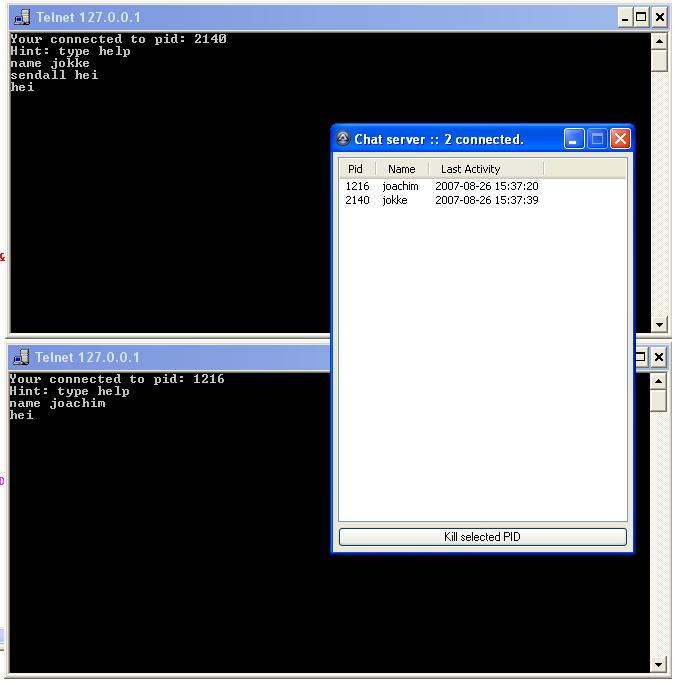 Telnet 127.0.0.1
Your connected to pid: 2140
Hint: type help
name jokke
sendall hei
hei
Chat server :: 2 connected.
Pid Name Last Activity
1216 joachim 2007-08-26 15:37:20
2140 jokke 2007-08-26 15:37:39
Kill selected PID
Telnet 127.0.0.1
Your connected to pid: 1216
Hint: type help
name joachim
hei